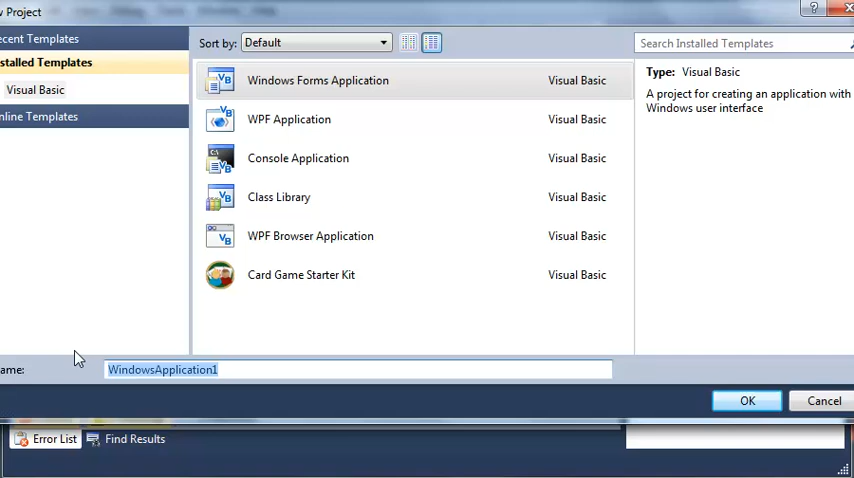 w Project
ecent Templates
Sort by:
Default
Search Installed Templates
stalled Templates
Visual Basic
nline Templates
Windows Forms Application
Visual Basic
WPF Application
Visual Basic
Console Application
Visual Basic
Class Library
Visual Basic
WPF Browser Application
Visual Basic
Card Game Starter Kit
Visual Basic
Type: Visual Basic
A project for creating an application with
Windows user interface
ame:
WindowsApplication1
OK
Cancel
Error List
Find Results